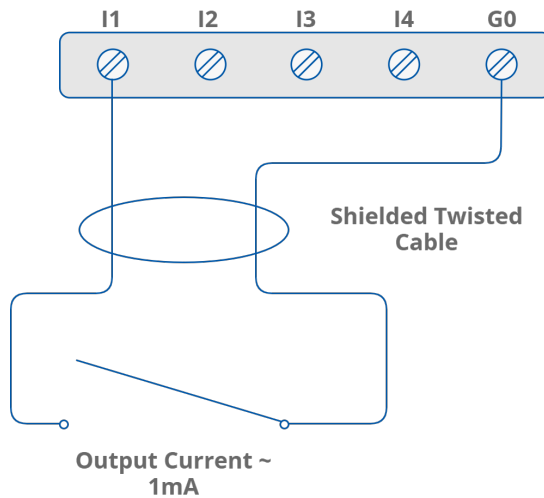 I1 I2 I3 I4 G0
Shielded Twisted
Cable
Output Current ~
1mA